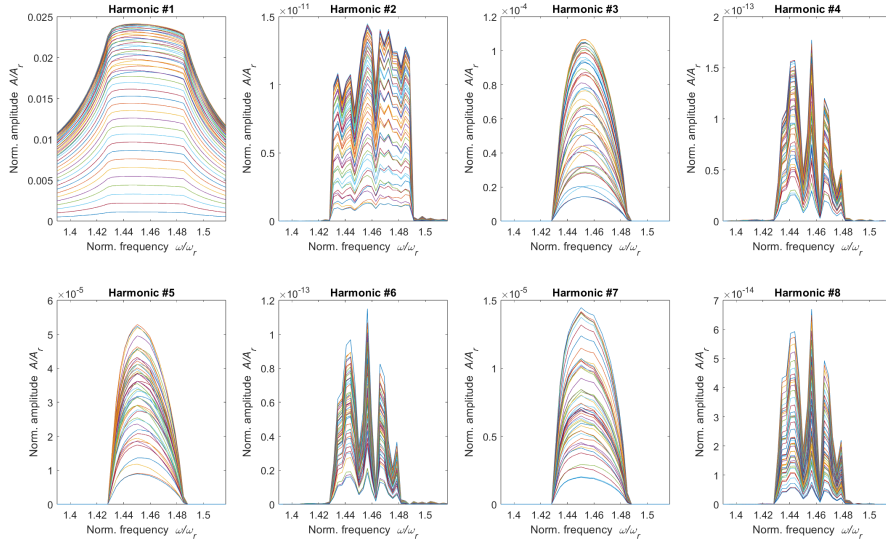 Harmonic #1
0.025
0.02
0.015
0.01
0.005
0
1.4 1.42 1.44 1.46 1.48 1.5
Norm. frequency ω/ω_r
Norm. amplitude A/A_r
Harmonic #2
×10^-11
1.5
1
0.5
0
1.4 1.42 1.44 1.46 1.48 1.5
Norm. frequency ω/ω_r
Norm. amplitude A/A_r
Harmonic #3
×10^-4
1.2
1
0.8
0.6
0.4
0.2
0
1.4 1.42 1.44 1.46 1.48 1.5
Norm. frequency ω/ω_r
Norm. amplitude A/A_r
Harmonic #4
×10^-13
2
1.5
1
0.5
0
1.4 1.42 1.44 1.46 1.48 1.5
Norm. frequency ω/ω_r
Norm. amplitude A/A_r
Harmonic #5
×10^-5
6
5
4
3
2
1
0
1.4 1.42 1.44 1.46 1.48 1.5
Norm. frequency ω/ω_r
Norm. amplitude A/A_r
Harmonic #6
×10^-13
1.2
1
0.8
0.6
0.4
0.2
0
1.4 1.42 1.44 1.46 1.48 1.5
Norm. frequency ω/ω_r
Norm. amplitude A/A_r
Harmonic #7
×10^-5
1.5
1
0.5
0
1.4 1.42 1.44 1.46 1.48 1.5
Norm. frequency ω/ω_r
Norm. amplitude A/A_r
Harmonic #8
×10^-14
7
6
5
4
3
2
1
0
1.4 1.42 1.44 1.46 1.48 1.5
Norm. frequency ω/ω_r
Norm. amplitude A/A_r